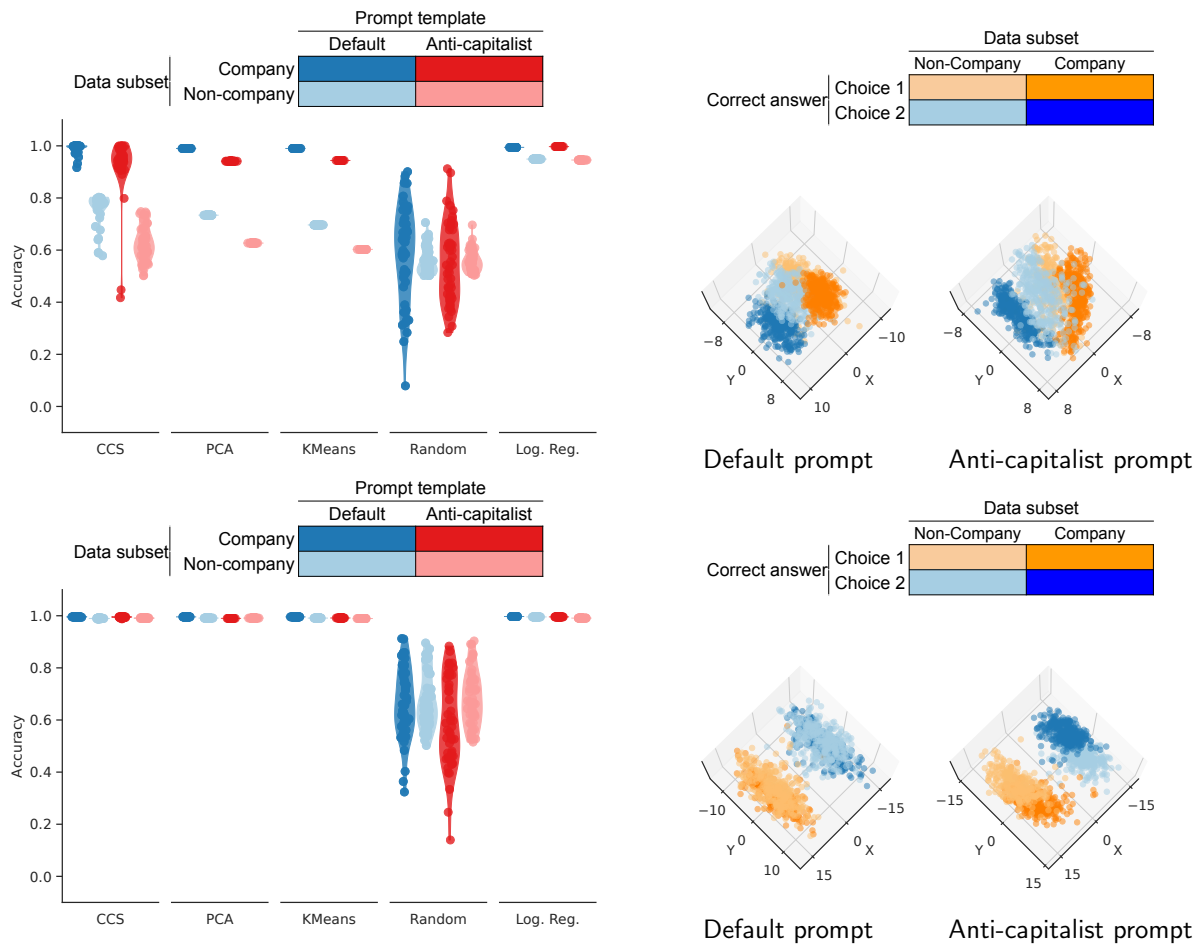 Prompt template
Default Anti-capitalist
Data subset Company
Non-company
1.0
0.8
0.6
0.4
0.2
0.0
Accuracy
CCS PCA KMeans Random Log. Reg.
Data subset
Non-Company Company
Correct answer Choice 1
Choice 2
−8
Y 0
8
−10
0 X
10
Default prompt
−8
Y 0
8
−8
0 X
8
Anti-capitalist prompt
Prompt template
Default Anti-capitalist
Data subset Company
Non-company
1.0
0.8
0.6
0.4
0.2
0.0
Accuracy
CCS PCA KMeans Random Log. Reg.
Data subset
Non-Company Company
Correct answer Choice 1
Choice 2
−10
Y 0
10
−15
0 X
15
Default prompt
−15
Y 0
15
−15
0 X
15
Anti-capitalist prompt